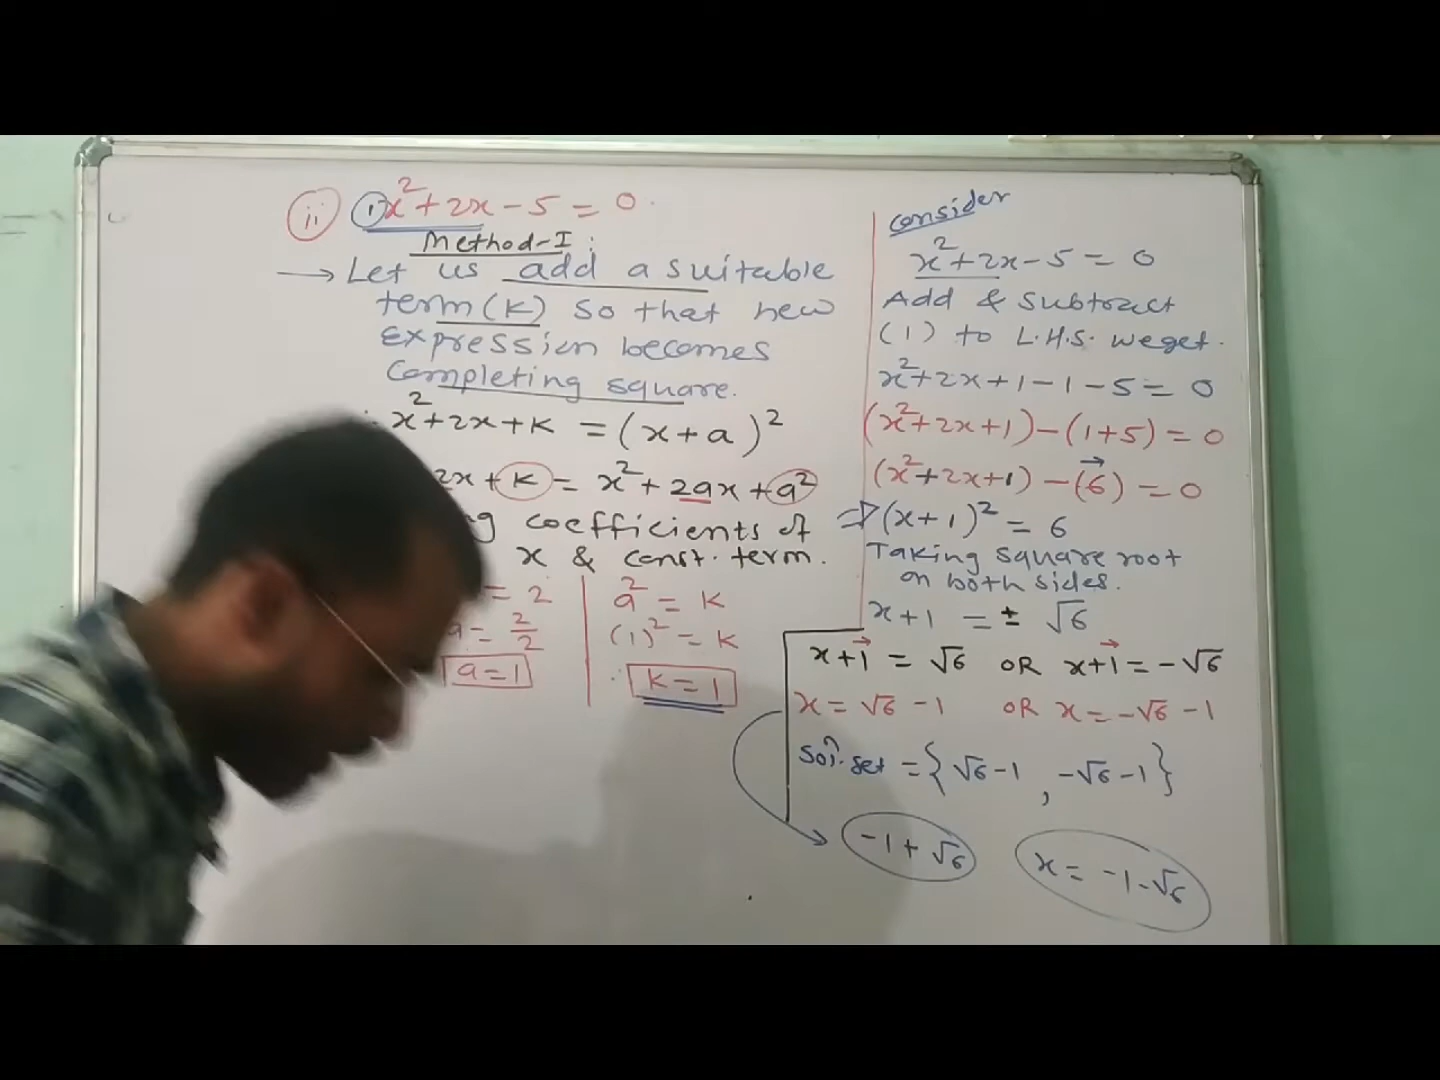 ii) ① x² + 2x - 5 = 0
Method-I:
→ Let us add a suitable
term (k) so that new
expression becomes
completing square.
x² + 2x + k = (x + a)²
2x + k = x² + 2ax + a²
coefficients of
x & const. term.
= 2
a = 2/2
a = 1
a² = k
(1)² = k
∴ k = 1
consider
x² + 2x - 5 = 0
Add & subtract
(1) to L.H.S. we get.
x² + 2x + 1 - 1 - 5 = 0
(x² + 2x + 1) - (1 + 5) = 0
(x² + 2x + 1) - (6) = 0
⇒ (x + 1)² = 6
Taking square root
on both sides.
x + 1 = ± √6
x + 1 = √6 OR x + 1 = -√6
x = √6 - 1 OR x = -√6 - 1
Soln. set = {√6 - 1, -√6 - 1}
-1 + √6
x = -1 - √6